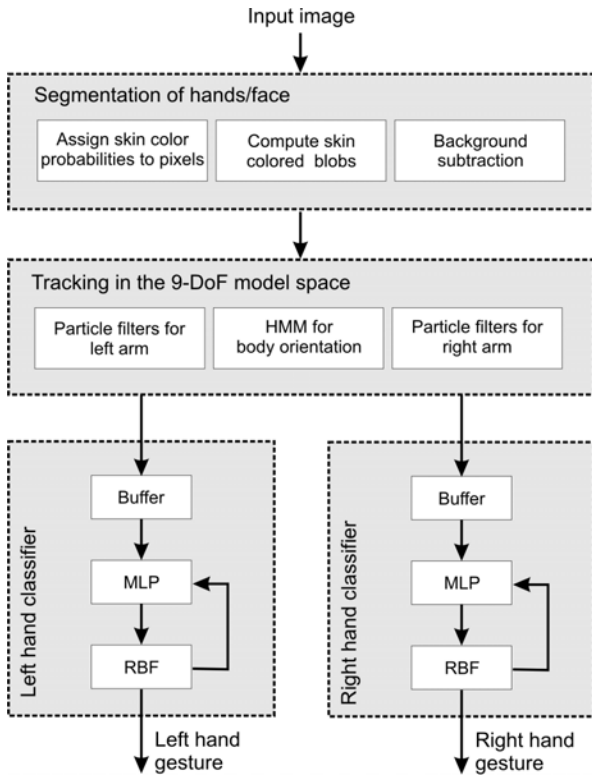 Input image
Segmentation of hands/face
Assign skin color
probabilities to pixels
Compute skin
colored blobs
Background
subtraction
Tracking in the 9-DoF model space
Particle filters for
left arm
HMM for
body orientation
Particle filters for
right arm
Left hand classifier
Buffer
MLP
RBF
Left hand
gesture
Right hand classifier
Buffer
MLP
RBF
Right hand
gesture